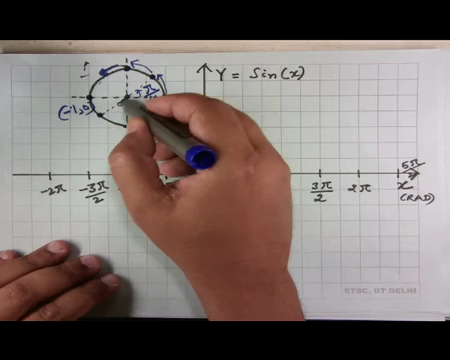 Y = Sin(x)
(-1,0)
-2π -3π/2 3π/2 2π 5π/2
x
(RAD)
ETSC, IIT DELHI